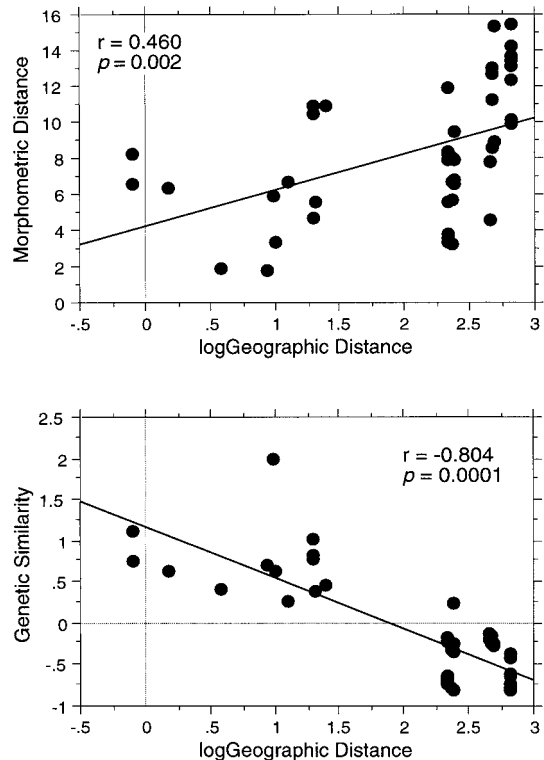 16
14
12
10
8
6
4
2
0
Morphometric Distance
r = 0.460
p = 0.002
-.5 0 .5 1 1.5 2 2.5 3
logGeographic Distance
2.5
2
1.5
1
.5
0
-.5
-1
Genetic Similarity
r = -0.804
p = 0.0001
-.5 0 .5 1 1.5 2 2.5 3
logGeographic Distance